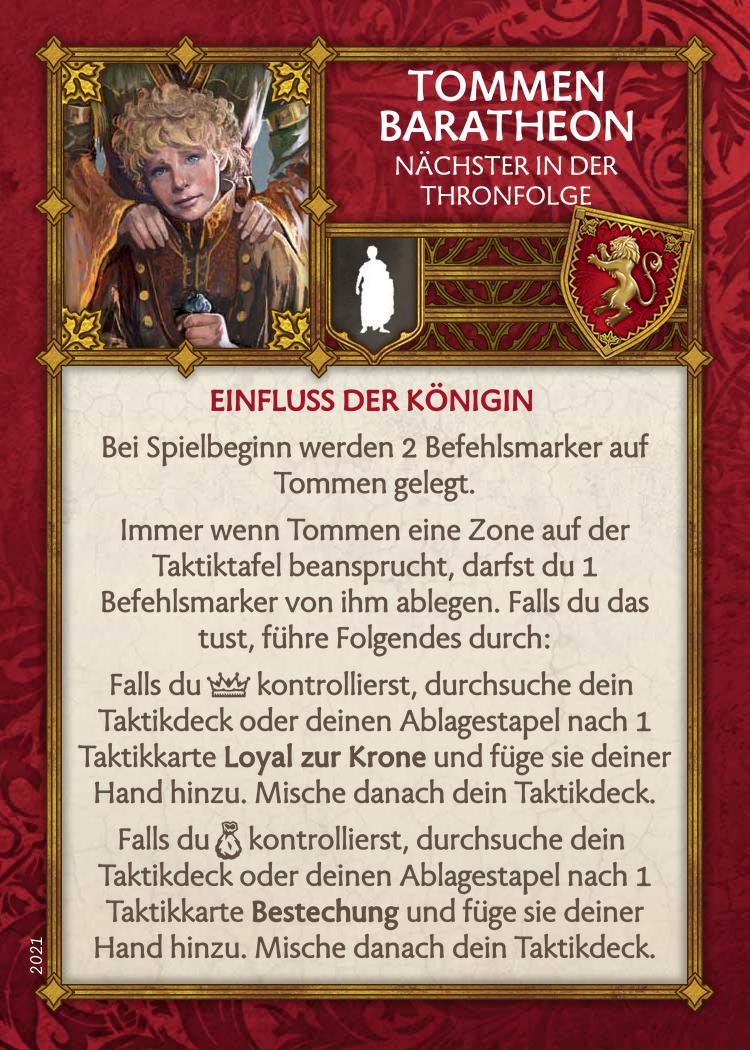 TOMMEN
BARATHEON
NÄCHSTER IN DER
THRONFOLGE
EINFLUSS DER KÖNIGIN
Bei Spielbeginn werden 2 Befehlsmarker auf
Tommen gelegt.
Immer wenn Tommen eine Zone auf der
Taktiktafel beansprucht, darfst du 1
Befehlsmarker von ihm ablegen. Falls du das
tust, führe Folgendes durch:
Falls du kontrollierst, durchsuche dein
Taktikdeck oder deinen Ablagestapel nach 1
Taktikkarte Loyal zur Krone und füge sie deiner
Hand hinzu. Mische danach dein Taktikdeck.
Falls du kontrollierst, durchsuche dein
Taktikdeck oder deinen Ablagestapel nach 1
Taktikkarte Bestechung und füge sie deiner
Hand hinzu. Mische danach dein Taktikdeck.
2021